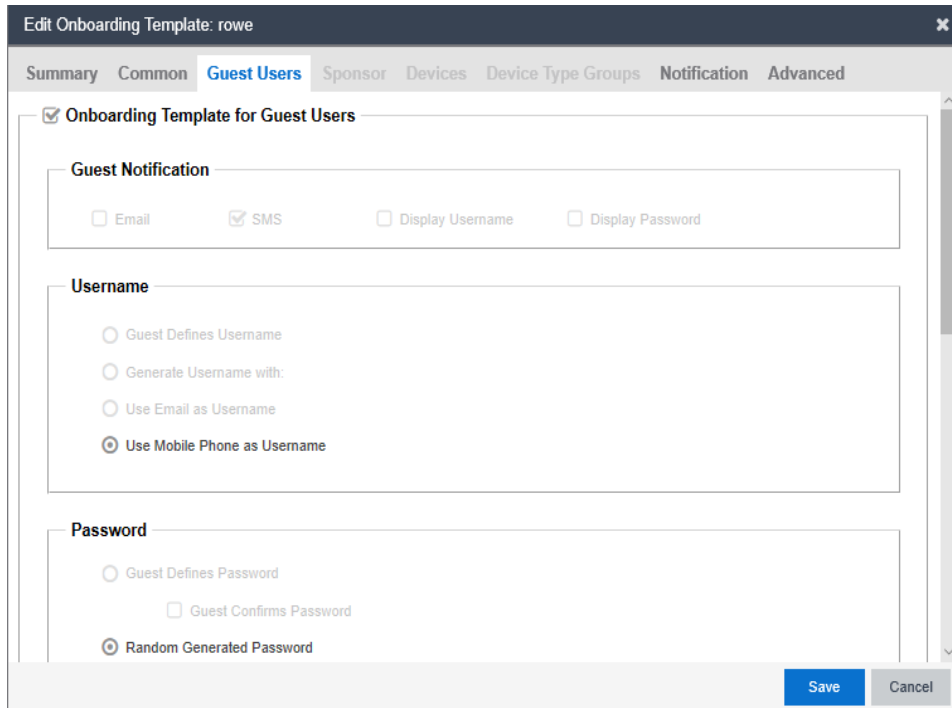 Edit Onboarding Template: rowe
Summary Common Guest Users Sponsor Devices Device Type Groups Notification Advanced
Onboarding Template for Guest Users
Guest Notification
Email SMS Display Username Display Password
Username
Guest Defines Username
Generate Username with:
Use Email as Username
Use Mobile Phone as Username
Password
Guest Defines Password
Guest Confirms Password
Random Generated Password
Save Cancel